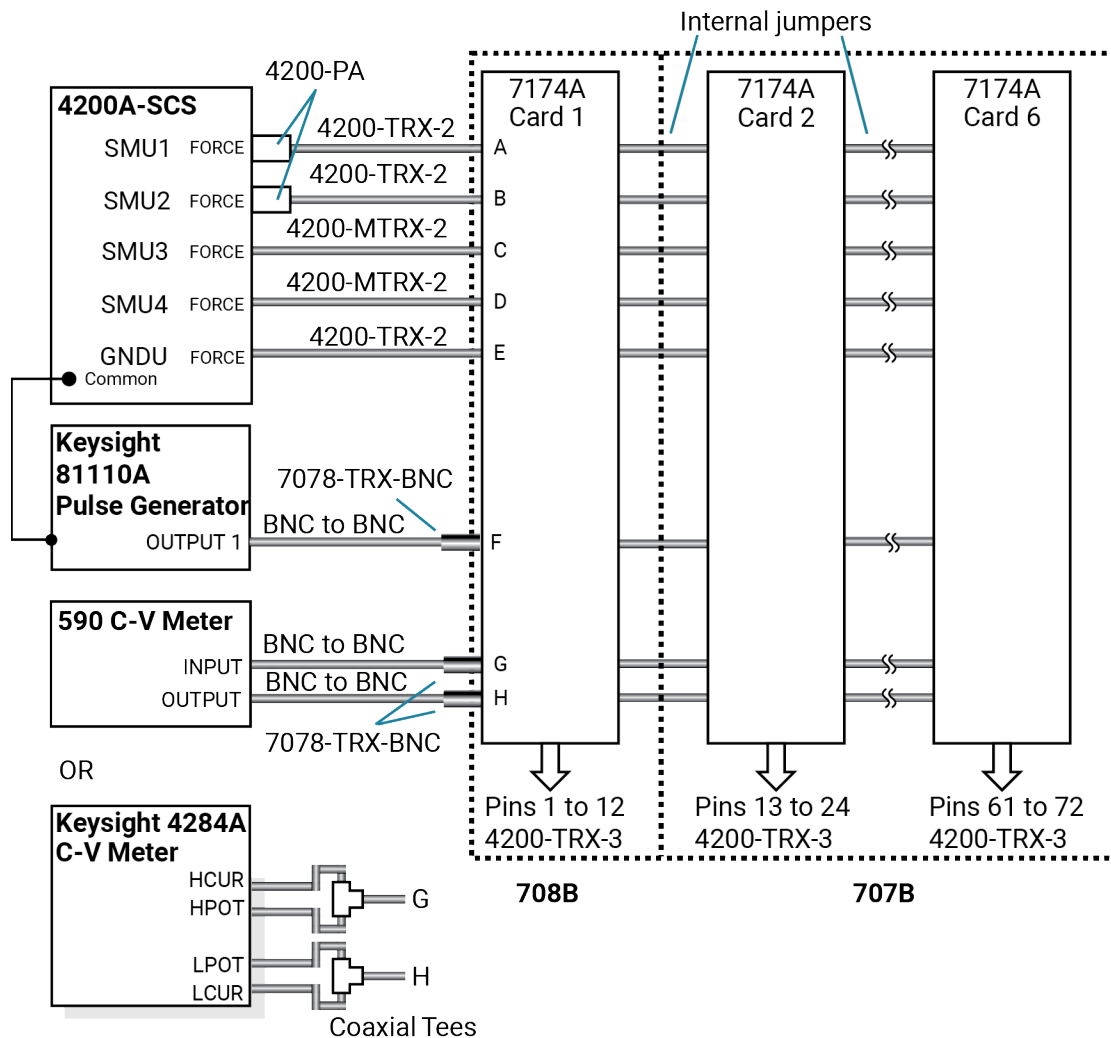 Internal jumpers
4200-PA
4200A-SCS
SMU1 FORCE
4200-TRX-2
SMU2 FORCE
4200-TRX-2
SMU3 FORCE
4200-MTRX-2
SMU4 FORCE
4200-MTRX-2
GNDU FORCE
4200-TRX-2
Common
7174A
Card 1
A
B
C
D
E
F
G
H
7174A
Card 2
7174A
Card 6
Keysight
81110A
Pulse Generator
OUTPUT 1
7078-TRX-BNC
BNC to BNC
590 C-V Meter
INPUT
OUTPUT
BNC to BNC
BNC to BNC
7078-TRX-BNC
OR
Keysight 4284A
C-V Meter
HCUR
HPOT
LPOT
LCUR
G
H
Coaxial Tees
Pins 1 to 12
4200-TRX-3
Pins 13 to 24
4200-TRX-3
Pins 61 to 72
4200-TRX-3
708B
707B